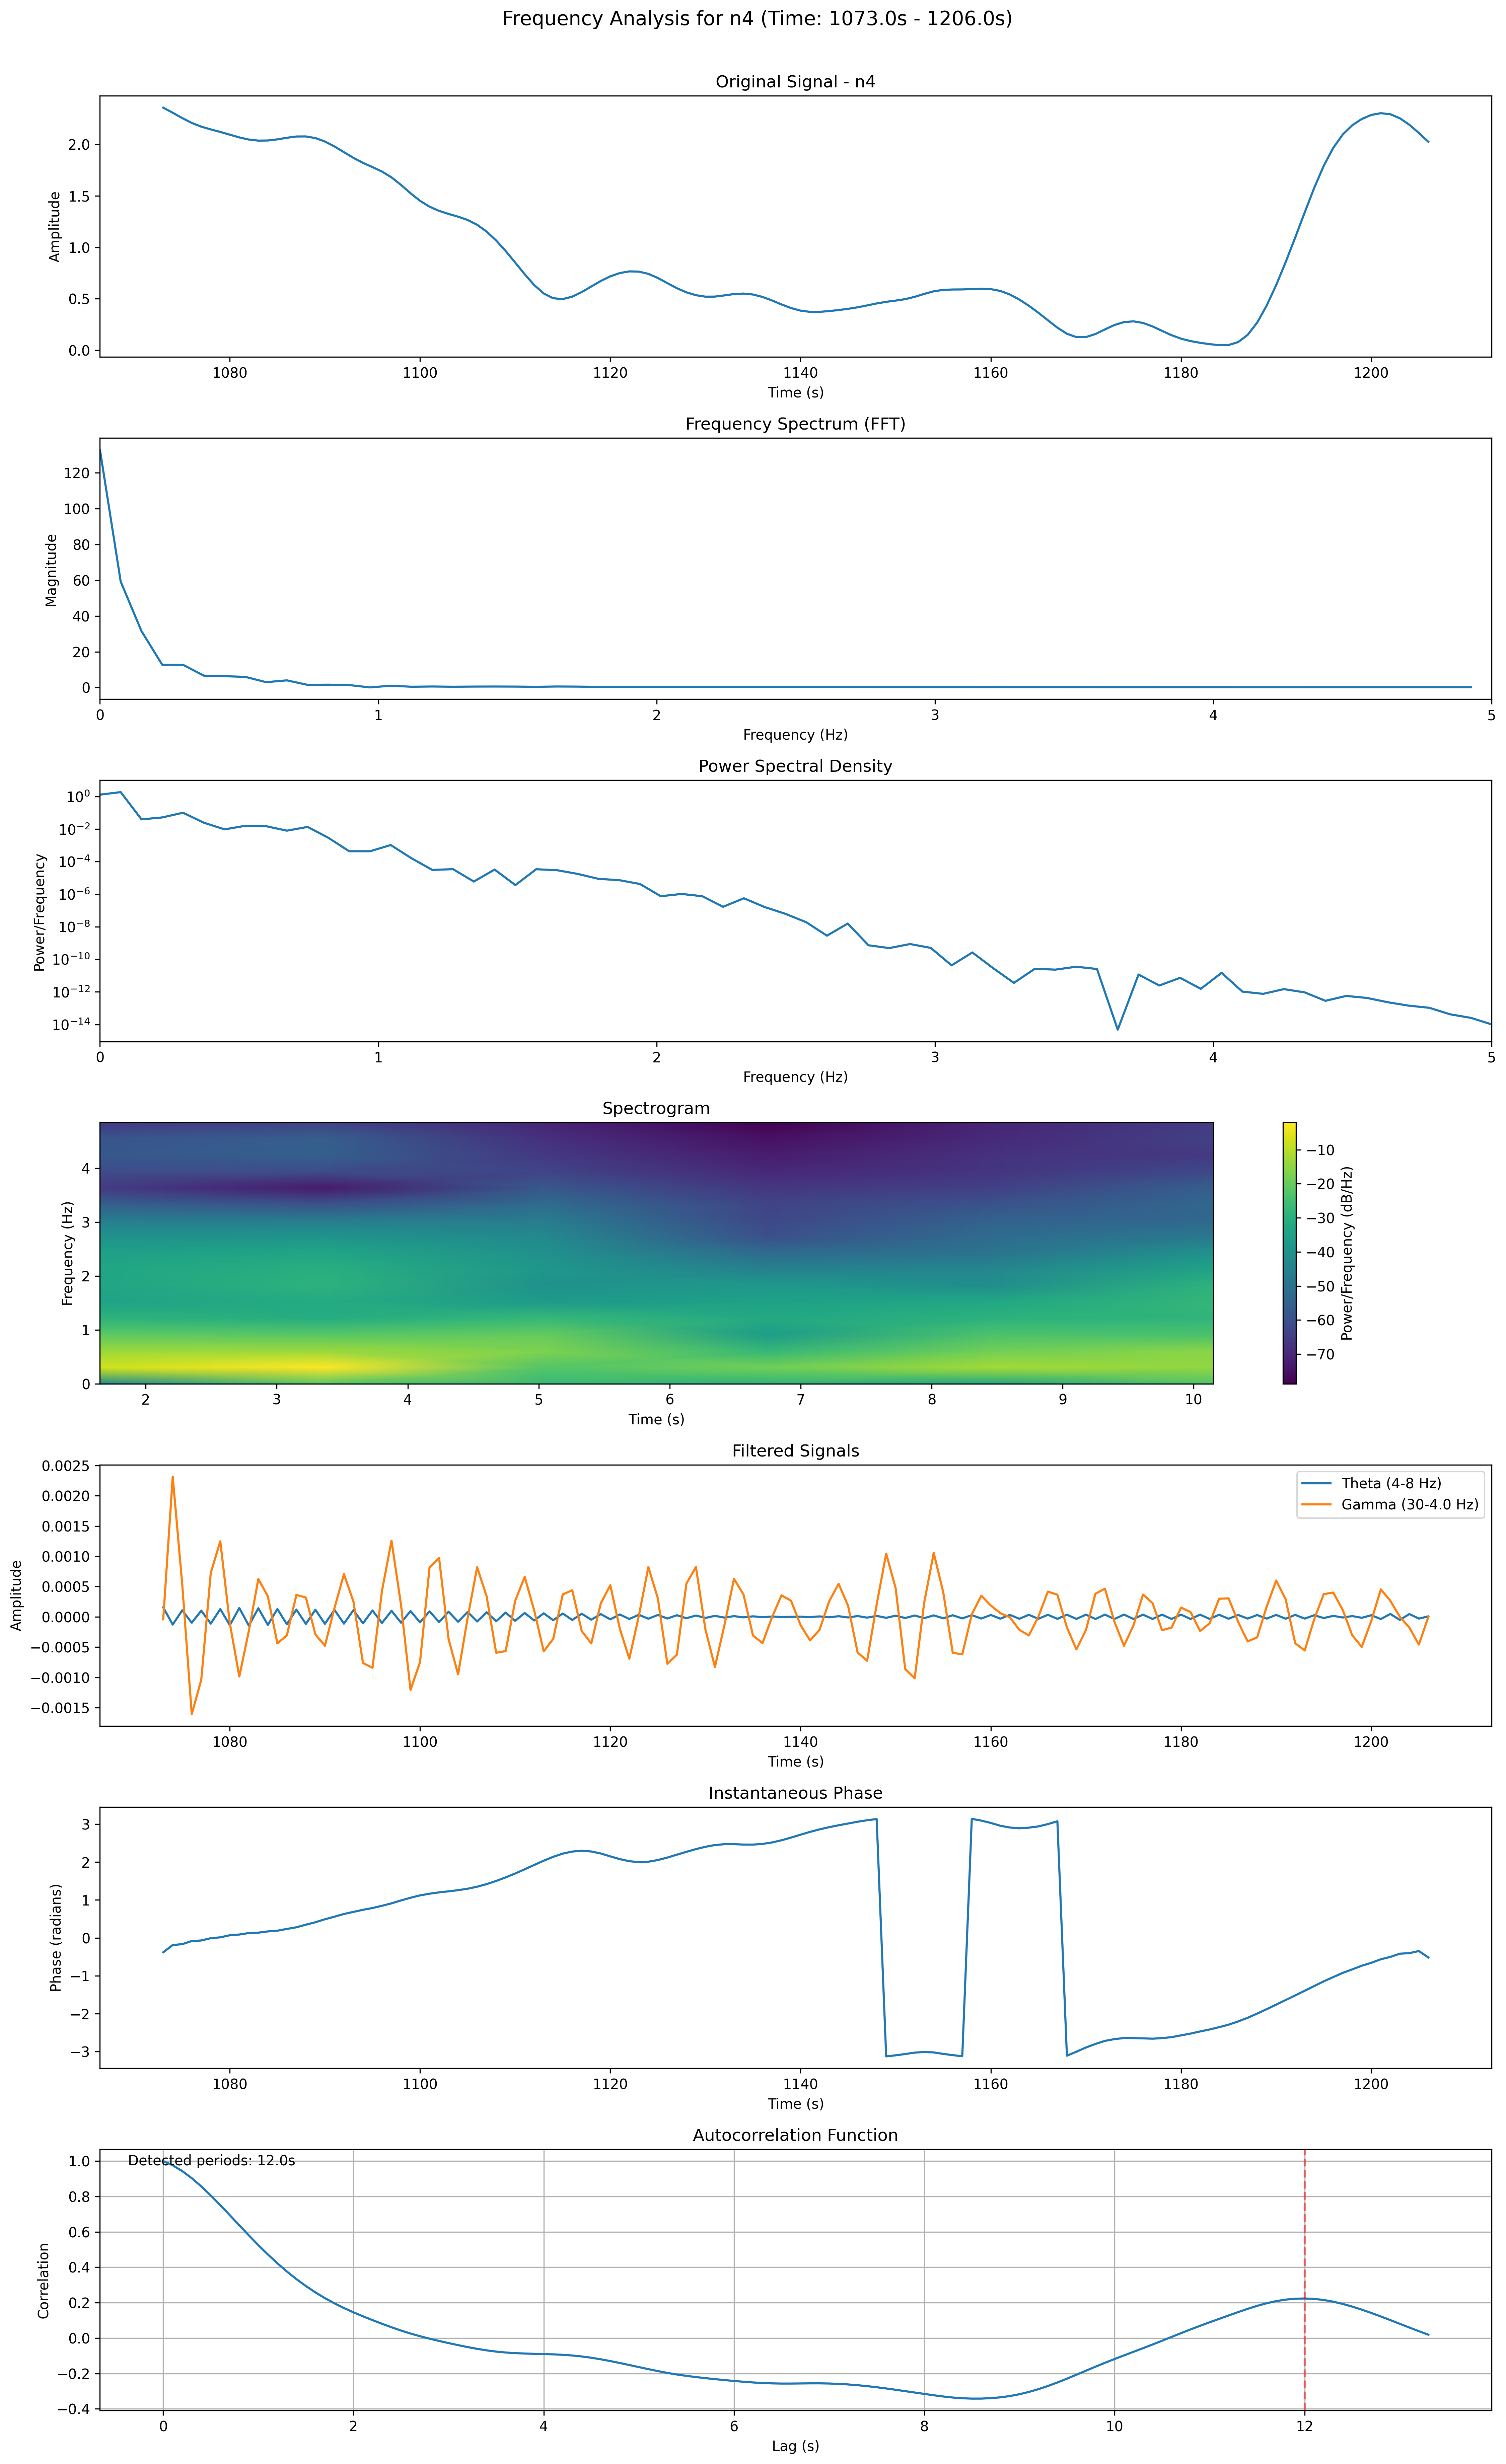 Frequency Analysis for n4 (Time: 1073.0s - 1206.0s)
Original Signal - n4
Amplitude
2.0
1.5
1.0
0.5
0.0
1080 1100 1120 1140 1160 1180 1200
Time (s)
Frequency Spectrum (FFT)
Magnitude
120
100
80
60
40
20
0
0 1 2 3 4 5
Frequency (Hz)
Power Spectral Density
Power/Frequency
10⁰
10⁻²
10⁻⁴
10⁻⁶
10⁻⁸
10⁻¹⁰
10⁻¹²
10⁻¹⁴
0 1 2 3 4 5
Frequency (Hz)
Spectrogram
Frequency (Hz)
4
3
2
1
0
2 3 4 5 6 7 8 9 10
Time (s)
−10
−20
−30
−40
−50
−60
−70
Power/Frequency (dB/Hz)
Filtered Signals
Amplitude
0.0025
0.0020
0.0015
0.0010
0.0005
0.0000
−0.0005
−0.0010
−0.0015
Theta (4-8 Hz)
Gamma (30-4.0 Hz)
1080 1100 1120 1140 1160 1180 1200
Time (s)
Instantaneous Phase
Phase (radians)
3
2
1
0
−1
−2
−3
1080 1100 1120 1140 1160 1180 1200
Time (s)
Autocorrelation Function
Detected periods: 12.0s
Correlation
1.0
0.8
0.6
0.4
0.2
0.0
−0.2
−0.4
0 2 4 6 8 10 12
Lag (s)